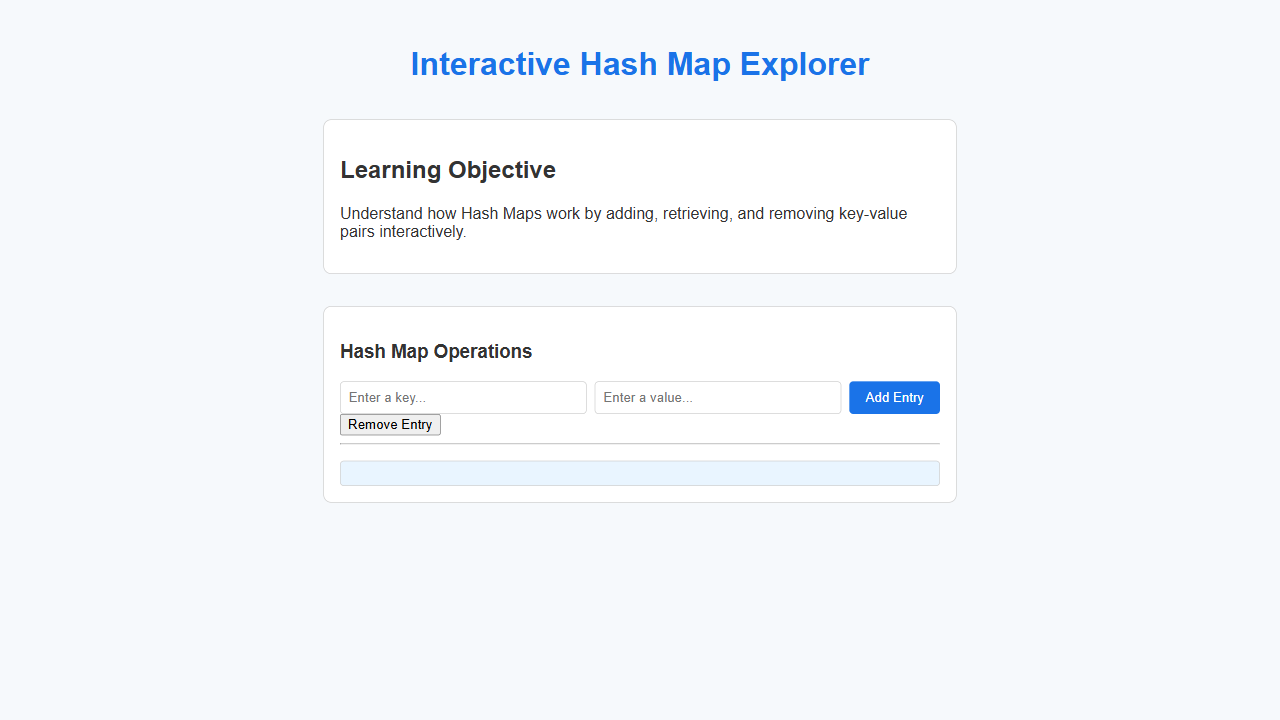 Interactive Hash Map Explorer
Learning Objective
Understand how Hash Maps work by adding, retrieving, and removing key-value
pairs interactively.
Hash Map Operations
Enter a key... Enter a value... Add Entry
Remove Entry